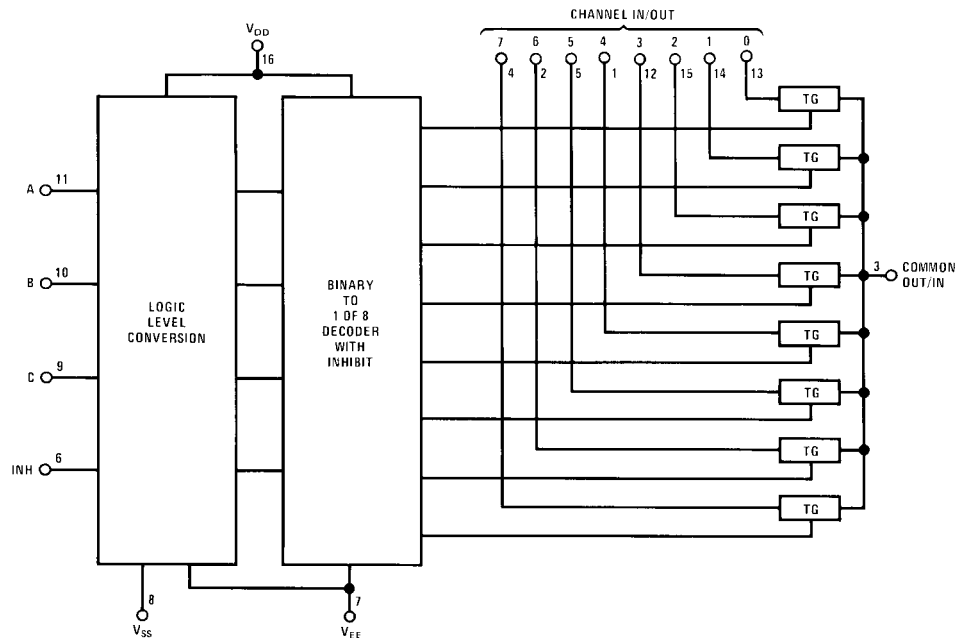 CHANNEL IN/OUT
7 6 5 4 3 2 1 0
4 2 5 1 12 15 14 13
VDD
16
TG
TG
TG
TG
TG
TG
TG
TG
A 11
B 10
C 9
INH 6
LOGIC
LEVEL
CONVERSION
BINARY
TO
1 OF 8
DECODER
WITH
INHIBIT
3 COMMON
OUT/IN
8
VSS
7
VEE